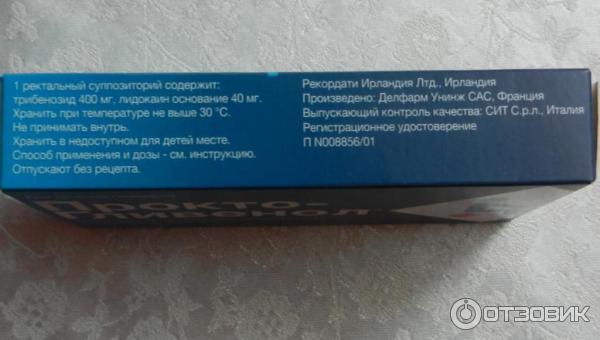 1 ректальный суппозиторий содержит:
трибенозид 400 мг, лидокаин основание 40 мг.
Хранить при температуре не выше 30 °С.
Не принимать внутрь.
Хранить в недоступном для детей месте.
Способ применения и дозы - см. инструкцию.
Отпускают без рецепта.
Рекордати Ирландия Лтд., Ирландия
Произведено: Делфарм Унинж САС, Франция
Выпускающий контроль качества: СИТ С.р.л., Италия
Регистрационное удостоверение
П N008856/01
Прокто-
гливенол
ОТЗОВИК